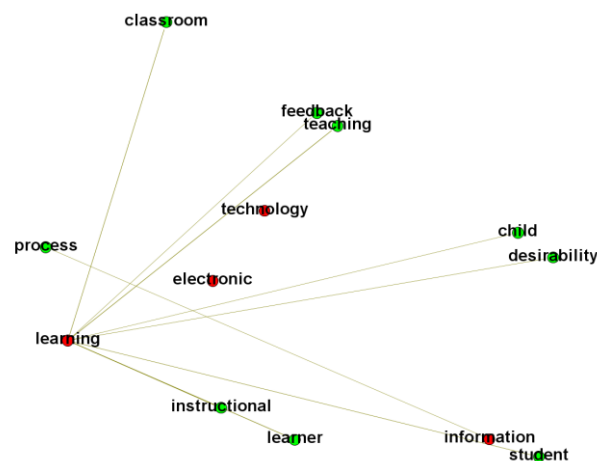 classroom
feedback
teaching
technology
child
process
desirability
electronic
learning
instructional
learner
information
student